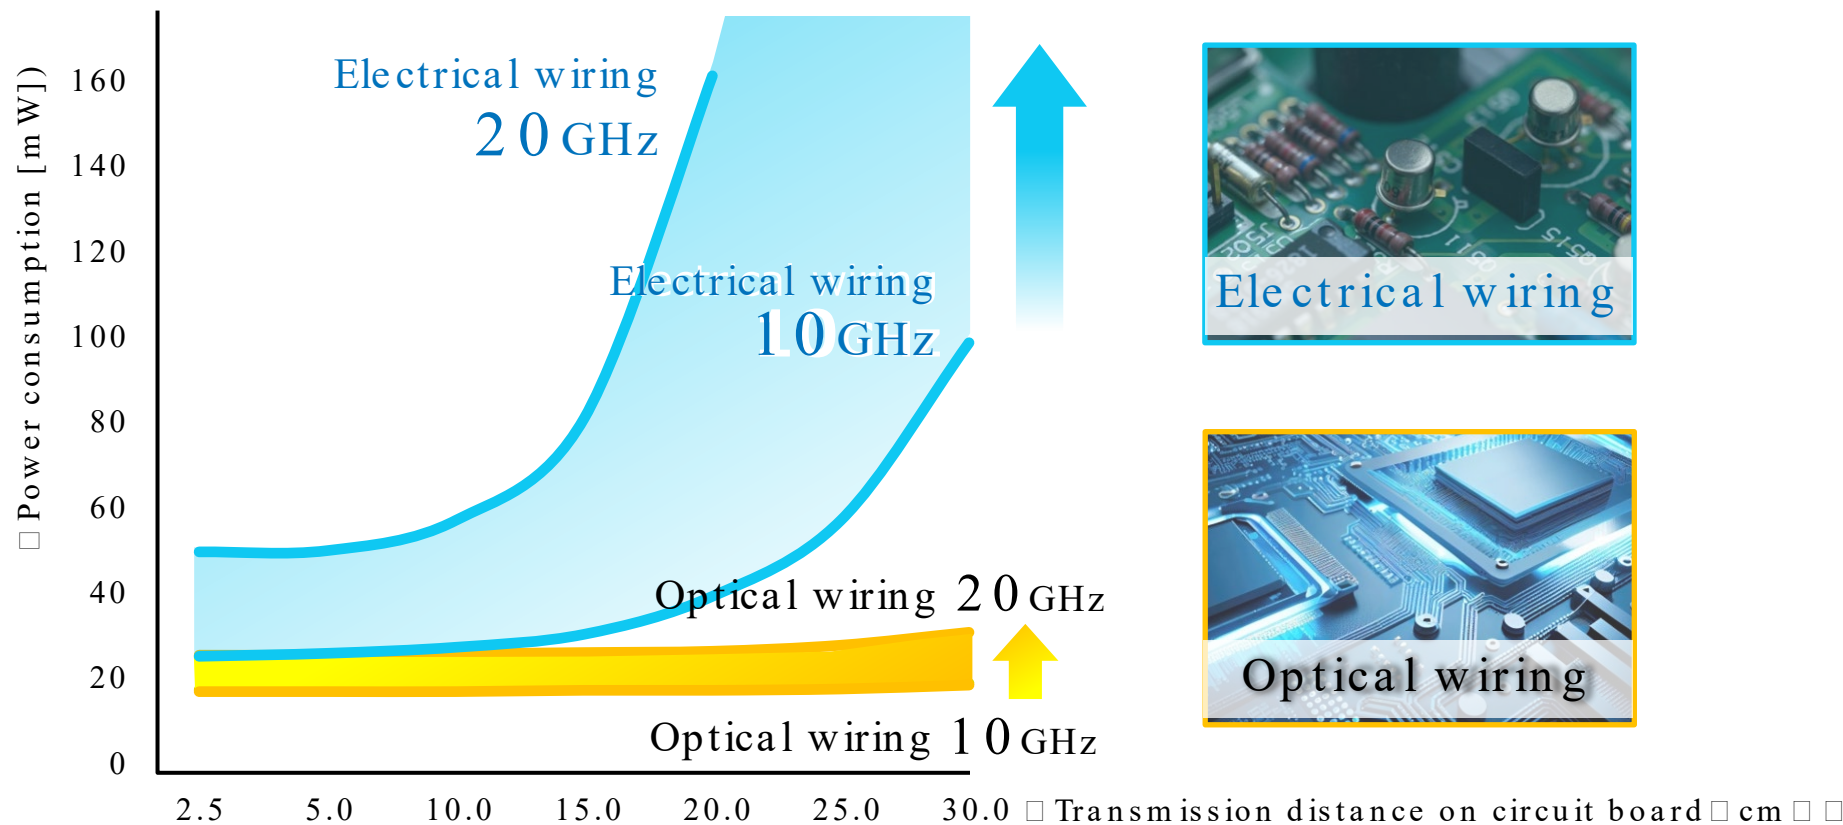 □Power consumption [mW])
160
140
120
100
80
60
40
20
0
Electrical wiring
20GHz
Electrical wiring
10GHz
Optical wiring 20GHz
Optical wiring 10GHz
2.5 5.0 10.0 15.0 20.0 25.0 30.0 □Transmission distance on circuit board□cm□□
Electrical wiring
Optical wiring